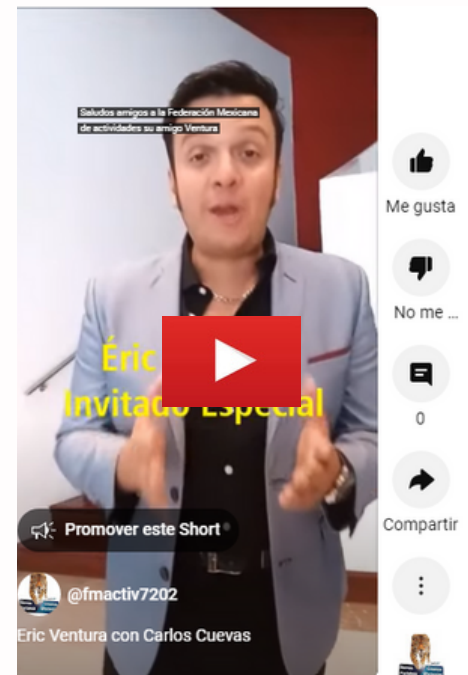 Saludos amigos a la Federación Mexicana
de actividades su amigo Ventura
Éric
Invitado Especial
Promover este Short
@fmactiv7202
Eric Ventura con Carlos Cuevas
Me gusta
No me ...
0
Compartir